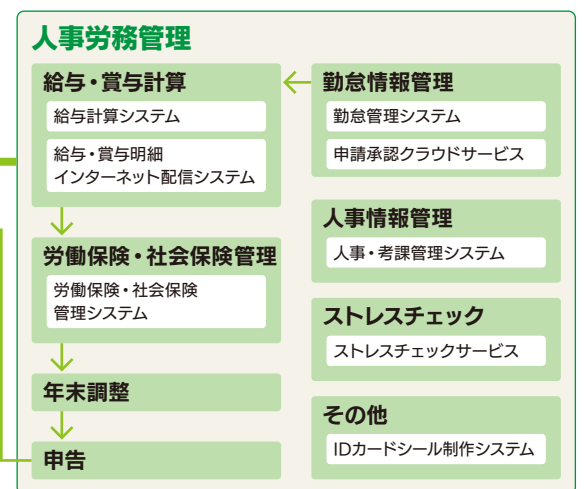 人事労務管理
給与・賞与計算
給与計算システム
給与・賞与明細
インターネット配信システム
労働保険・社会保険管理
労働保険・社会保険
管理システム
年末調整
申告
勤怠情報管理
勤怠管理システム
申請承認クラウドサービス
人事情報管理
人事・考課管理システム
ストレスチェック
ストレスチェックサービス
その他
IDカードシール制作システム